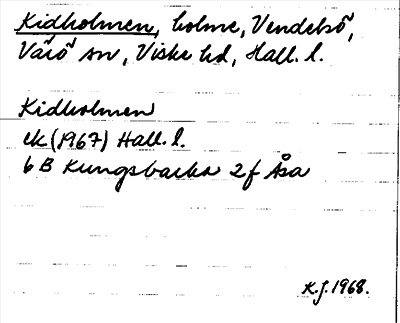 Kidholmen, holme, Vendelsö,
Värö sn, Viske hd, Hall. l.
Kidholmen
ek (1967) Hall. l.
6 B Kungsbacka 2 f Åsa
K.J. 1968.